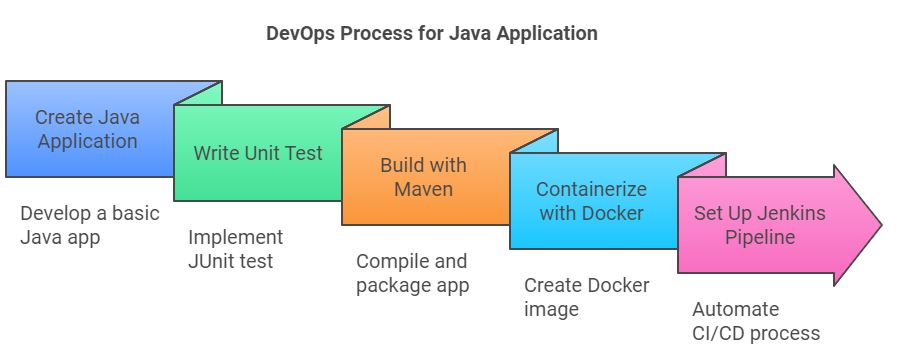 DevOps Process for Java Application
Create Java
Application
Develop a basic
Java app
Write Unit Test
Implement
JUnit test
Build with
Maven
Compile and
package app
Containerize
with Docker
Create Docker
image
Set Up Jenkins
Pipeline
Automate
CI/CD process